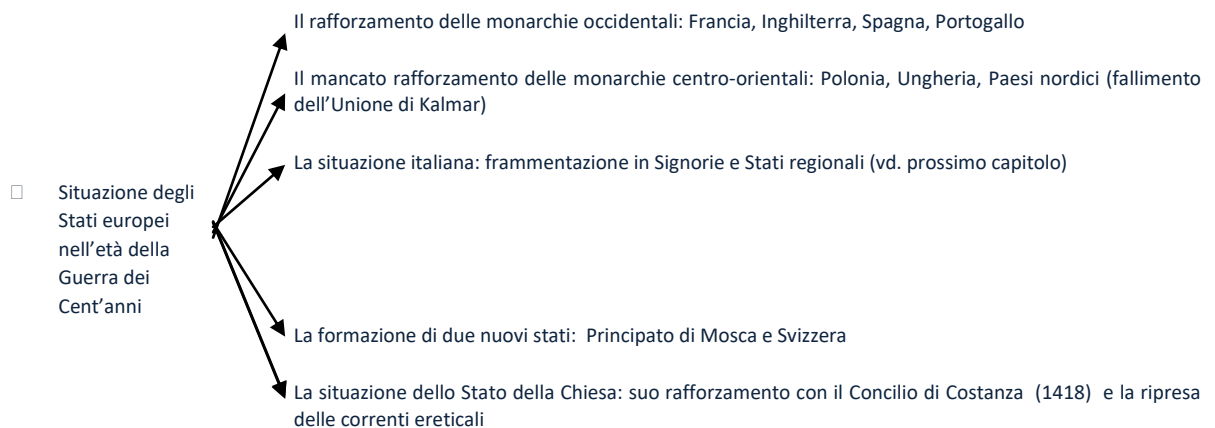 Il rafforzamento delle monarchie occidentali: Francia, Inghilterra, Spagna, Portogallo
Il mancato rafforzamento delle monarchie centro-orientali: Polonia, Ungheria, Paesi nordici (fallimento
dell’Unione di Kalmar)
La situazione italiana: frammentazione in Signorie e Stati regionali (vd. prossimo capitolo)
Situazione degli
Stati europei
nell’età della
Guerra dei
Cent’anni
La formazione di due nuovi stati: Principato di Mosca e Svizzera
La situazione dello Stato della Chiesa: suo rafforzamento con il Concilio di Costanza (1418) e la ripresa
delle correnti ereticali